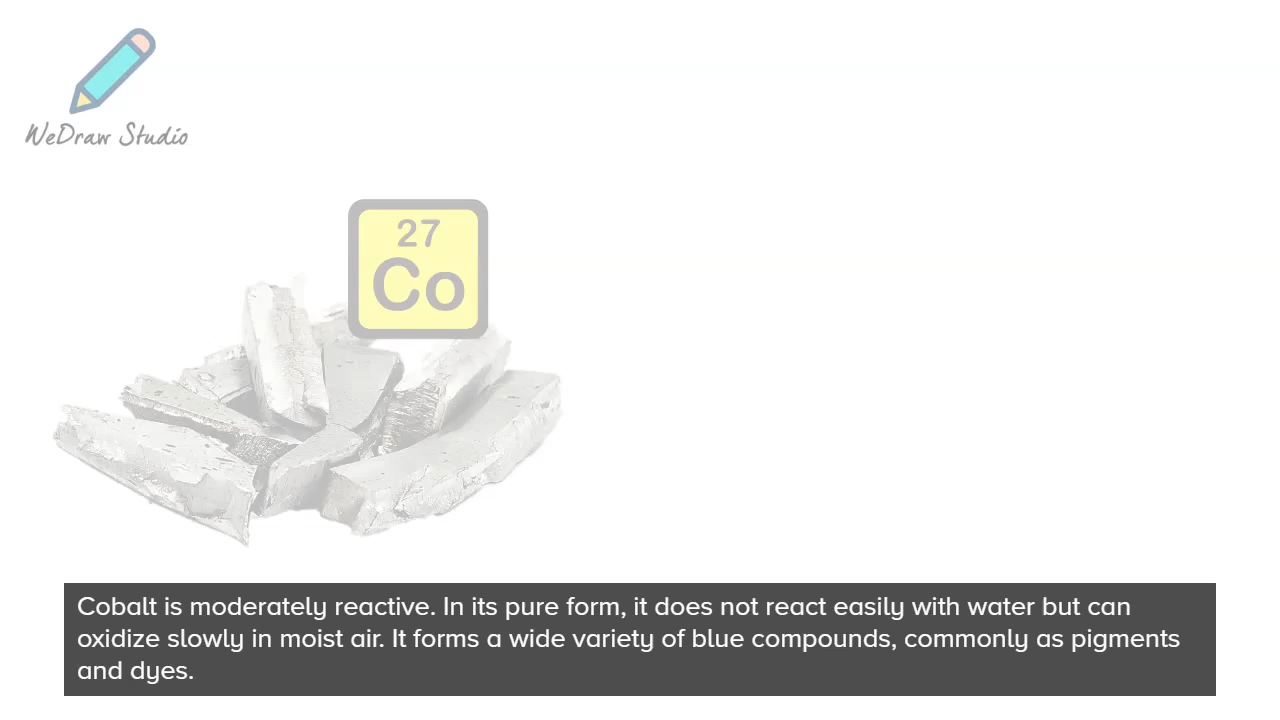 WeDraw Studio
27
Co
Cobalt is moderately reactive. In its pure form, it does not react easily with water but can
oxidize slowly in moist air. It forms a wide variety of blue compounds, commonly as pigments
and dyes.